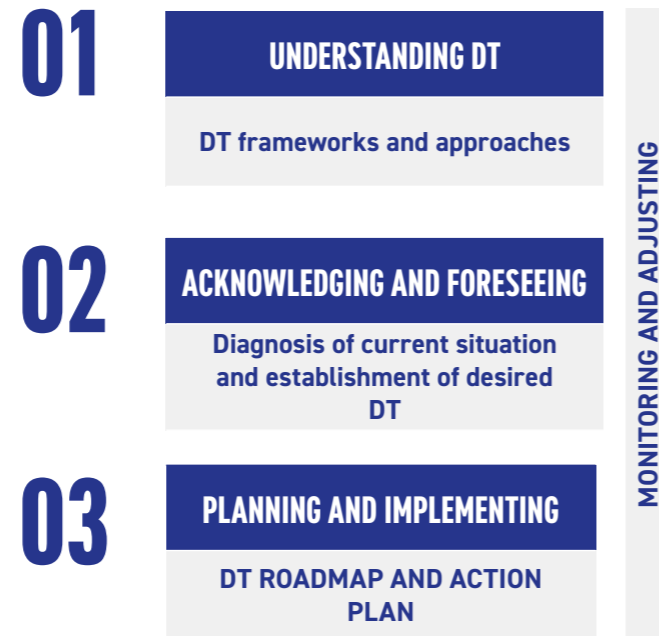 01
UNDERSTANDING DT
DT frameworks and approaches
02
ACKNOWLEDGING AND FORESEEING
Diagnosis of current situation
and establishment of desired
DT
03
PLANNING AND IMPLEMENTING
DT ROADMAP AND ACTION
PLAN
MONITORING AND ADJUSTING